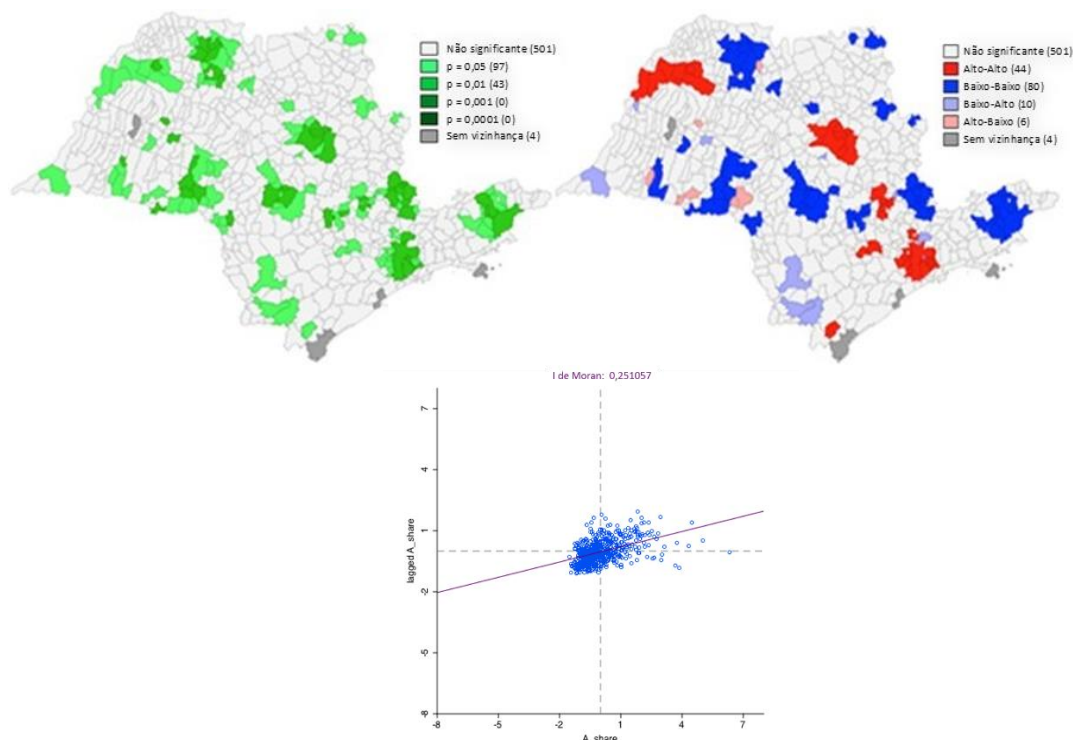 Não significante (501)
p = 0,05 (97)
p = 0,01 (43)
p = 0,001 (0)
p = 0,0001 (0)
Sem vizinhança (4)
Não significante (501)
Alto-Alto (44)
Baixo-Baixo (80)
Baixo-Alto (10)
Alto-Baixo (6)
Sem vizinhança (4)
I de Moran: 0,251057
lagged A_share
7
4
1
-2
-5
-8
-8 -5 -2 1 4 7
A_share